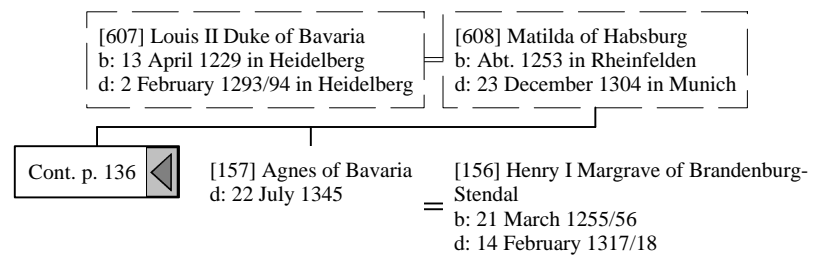 [607] Louis II Duke of Bavaria
b: 13 April 1229 in Heidelberg
d: 2 February 1293/94 in Heidelberg
[608] Matilda of Habsburg
b: Abt. 1253 in Rheinfelden
d: 23 December 1304 in Munich
Cont. p. 136
[157] Agnes of Bavaria
d: 22 July 1345
[156] Henry I Margrave of Brandenburg-
Stendal
b: 21 March 1255/56
d: 14 February 1317/18